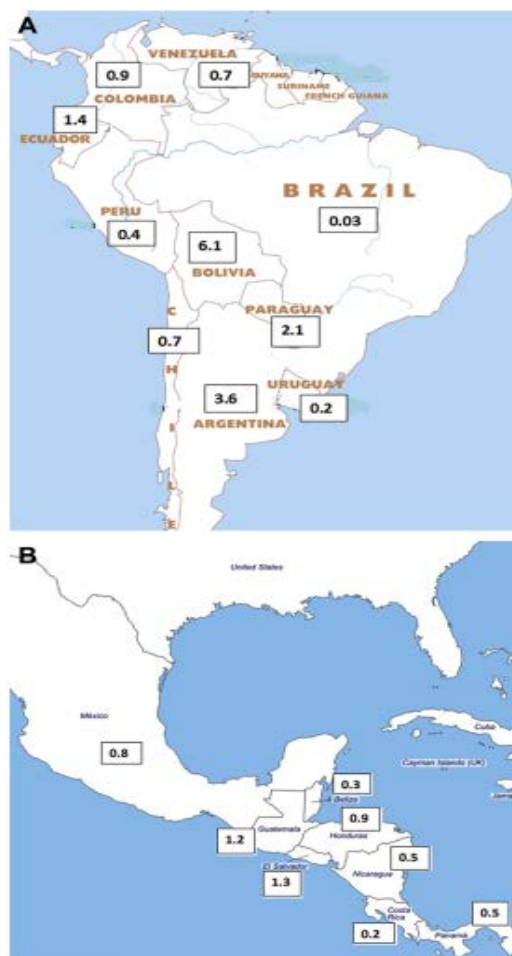 A
VENEZUELA
0.9
0.7
GUYANA
SURINAME
FRENCH GUIANA
COLOMBIA
1.4
ECUADOR
BRAZIL
PERU
0.03
0.4
6.1
BOLIVIA
C
PARAGUAY
2.1
0.7
H
URUGUAY
3.6
0.2
ARGENTINA
I
L
E
B
United States
México
Cuba
0.8
Cayman Islands (UK)
0.3
Belize
0.9
1.2
Guatemala
Honduras
0.5
El Salvador
Nicaragua
1.3
Costa
Rica
0.5
0.2
Panamá